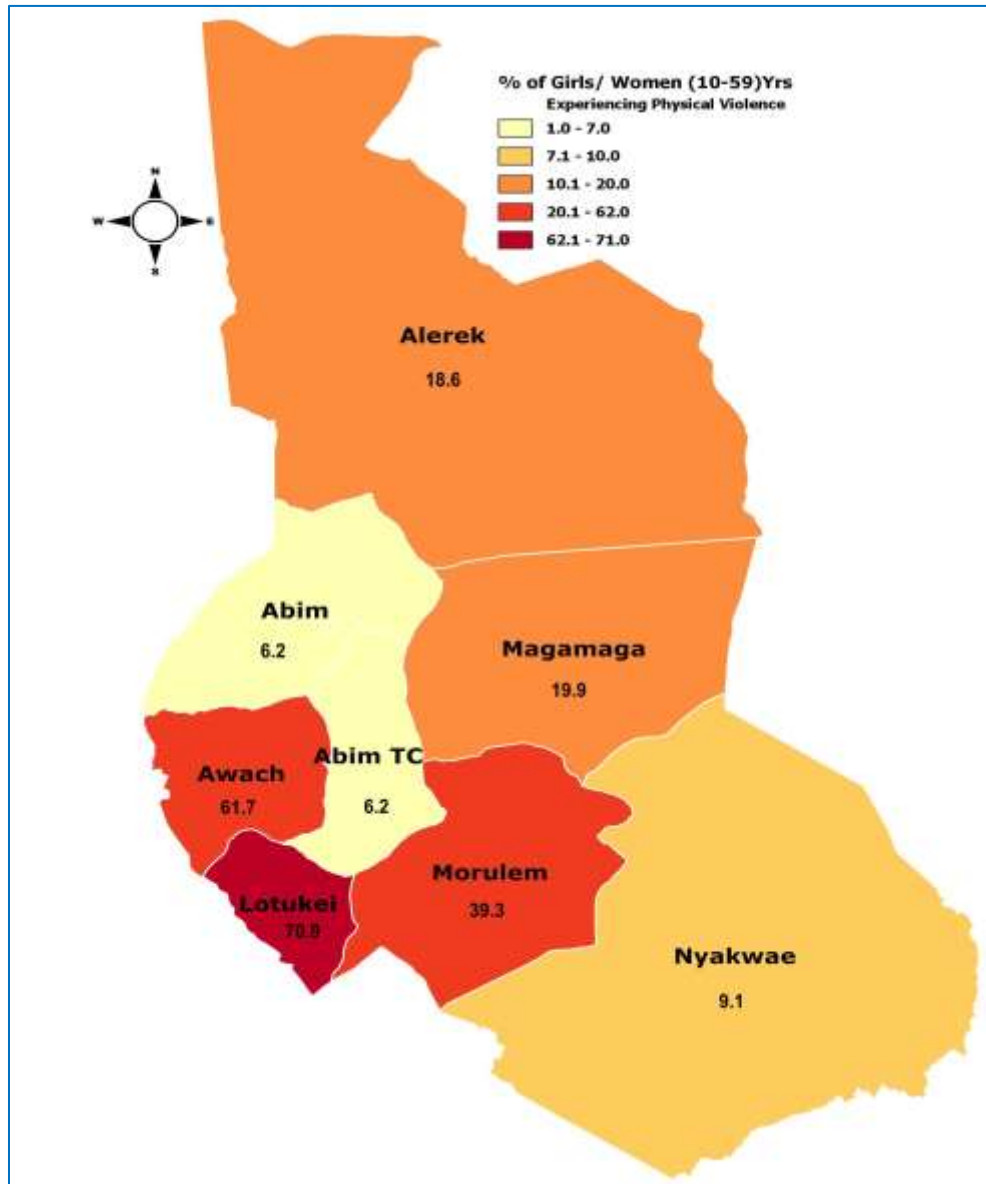 % of Girls/ Women (10-59)Yrs
Experiencing Physical Violence
1.0 - 7.0
7.1 - 10.0
10.1 - 20.0
20.1 - 62.0
62.1 - 71.0
N
W
E
S
Alerek
18.6
Abim
6.2
Magamaga
19.9
Abim TC
6.2
Awach
61.7
Morulem
39.3
Lotukei
70.9
Nyakwae
9.1